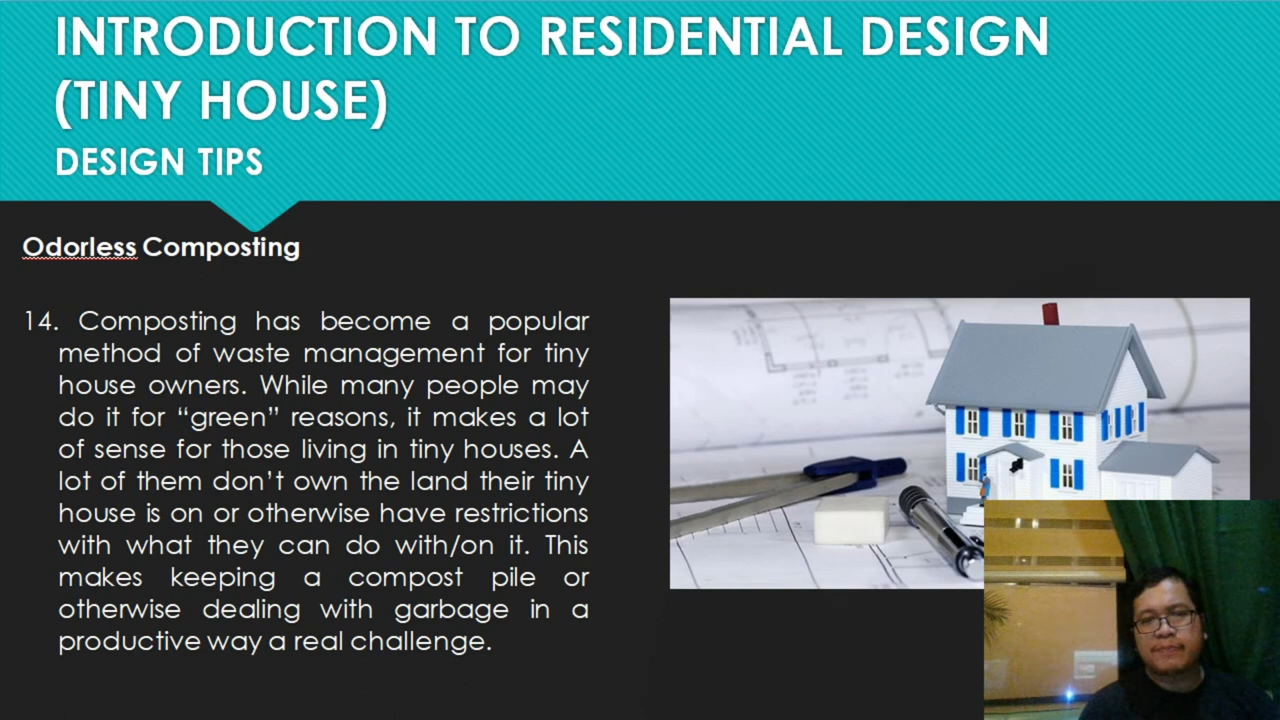 INTRODUCTION TO RESIDENTIAL DESIGN
(TINY HOUSE)
DESIGN TIPS
Odorless Composting
14. Composting has become a popular
method of waste management for tiny
house owners. While many people may
do it for “green” reasons, it makes a lot
of sense for those living in tiny houses. A
lot of them don’t own the land their tiny
house is on or otherwise have restrictions
with what they can do with/on it. This
makes keeping a compost pile or
otherwise dealing with garbage in a
productive way a real challenge.